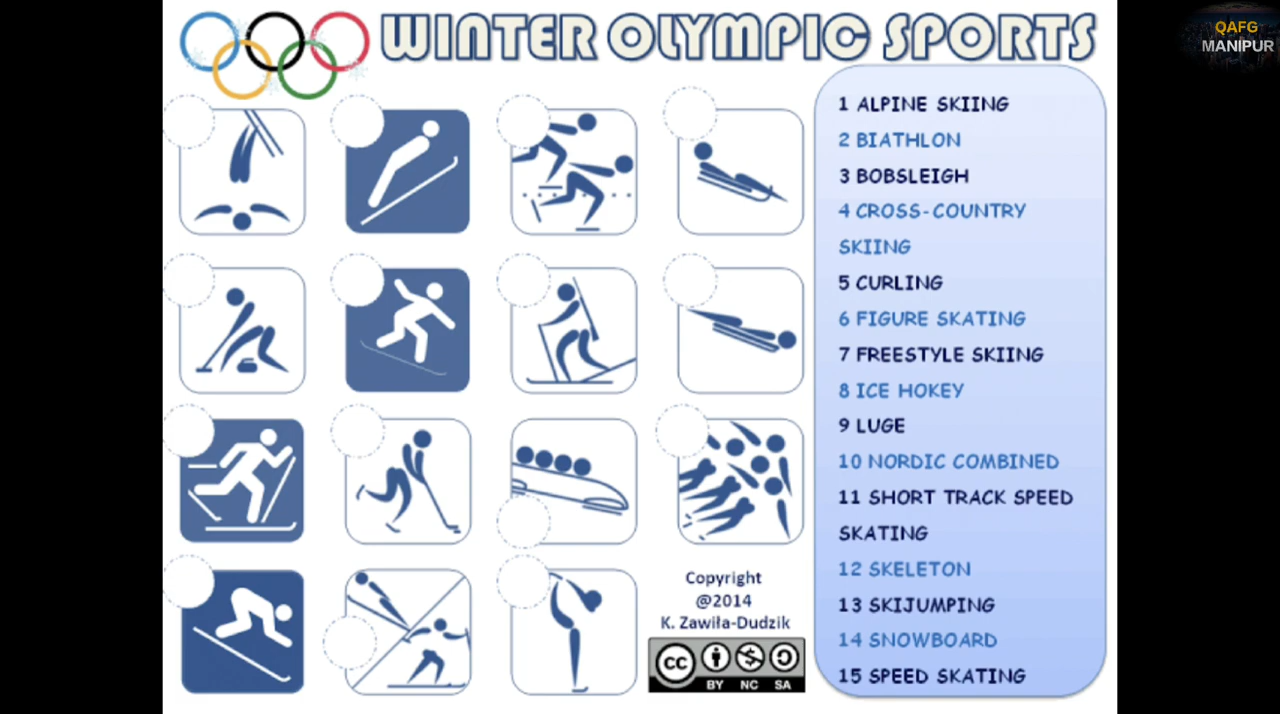 WINTER OLYMPIC SPORTS
QAFG
MANIPUR
1 ALPINE SKIING
2 BIATHLON
3 BOBSLEIGH
4 CROSS-COUNTRY
SKIING
5 CURLING
6 FIGURE SKATING
7 FREESTYLE SKIING
8 ICE HOKEY
9 LUGE
10 NORDIC COMBINED
11 SHORT TRACK SPEED
SKATING
12 SKELETON
13 SKIJUMPING
14 SNOWBOARD
15 SPEED SKATING
Copyright
@2014
K. Zawiła-Dudzik
cc
BY NC SA